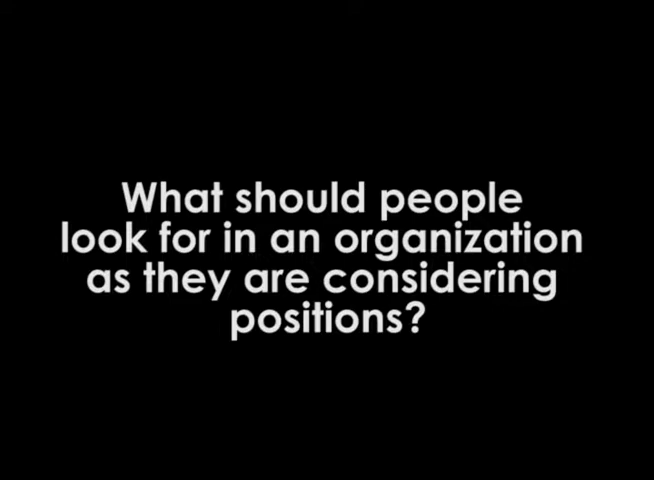 What should people
look for in an organization
as they are considering
positions?